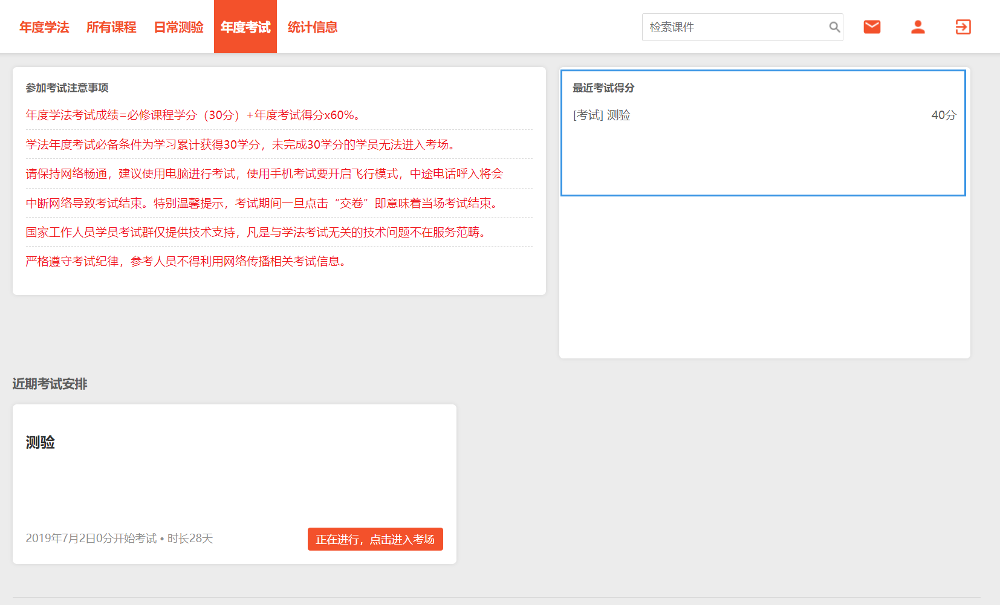 年度学法 所有课程 日常测验 年度考试 统计信息 检索课件
参加考试注意事项
年度学法考试成绩=必修课程学分（30分）+年度考试得分x60%。
学法年度考试必备条件为学习累计获得30学分，未完成30学分的学员无法进入考场。
请保持网络畅通，建议使用电脑进行考试，使用手机考试要开启飞行模式，中途电话呼入将会
中断网络导致考试结束。特别温馨提示，考试期间一旦点击“交卷”即意味着当场考试结束。
国家工作人员学员考试群仅提供技术支持，凡是与学法考试无关的技术问题不在服务范畴。
严格遵守考试纪律，参考人员不得利用网络传播相关考试信息。
最近考试得分
[考试] 测验 40分
近期考试安排
测验
2019年7月2日0分开始考试 • 时长28天
正在进行，点击进入考场